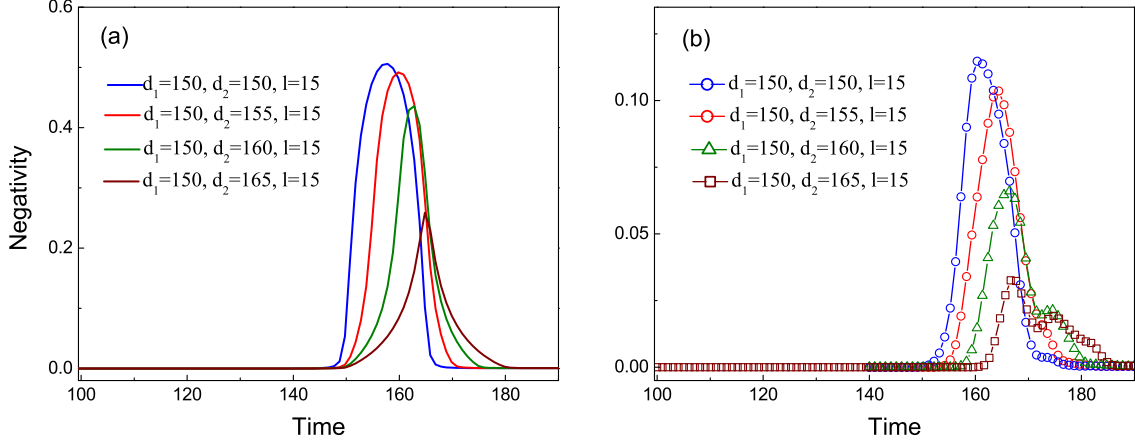 0.6
(a)
d₁=150, d₂=150, l=15
d₁=150, d₂=155, l=15
d₁=150, d₂=160, l=15
d₁=150, d₂=165, l=15
0.4
0.2
0.0
Negativity
100 120 140 160 180
Time
(b)
d₁=150, d₂=150, l=15
d₁=150, d₂=155, l=15
d₁=150, d₂=160, l=15
d₁=150, d₂=165, l=15
0.10
0.05
0.00
100 120 140 160 180
Time